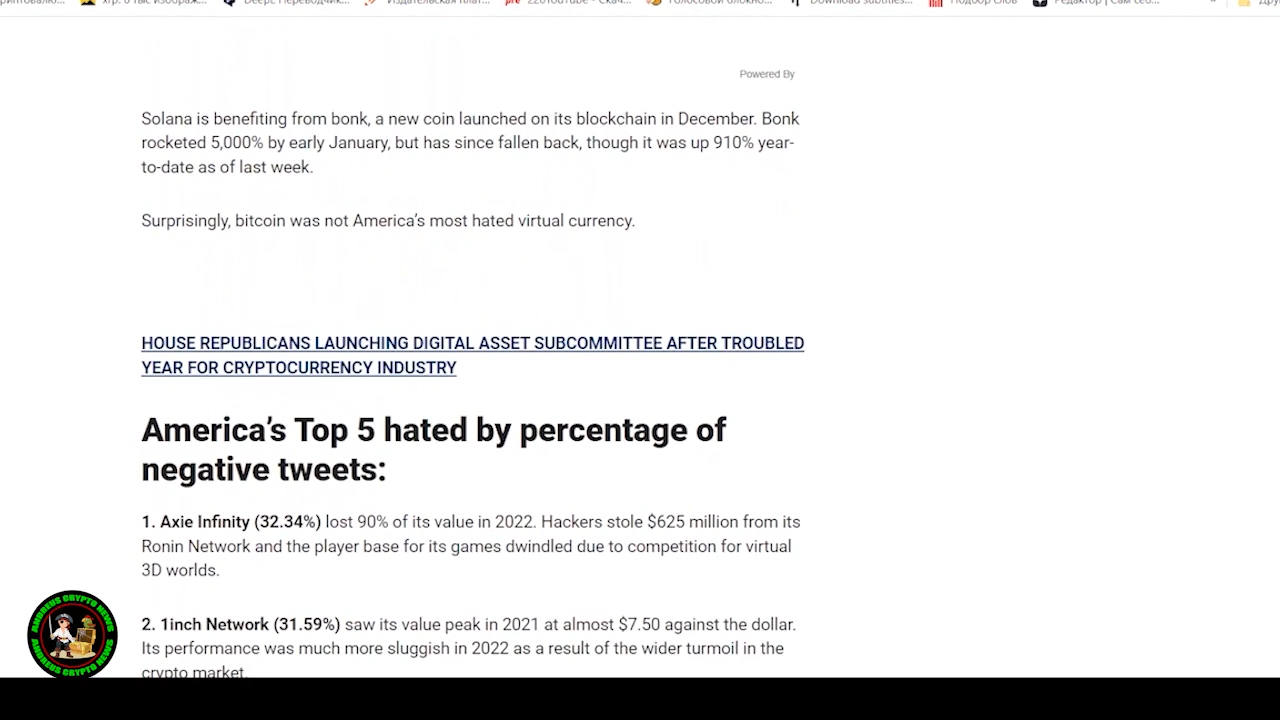 Powered By
Solana is benefiting from bonk, a new coin launched on its blockchain in December. Bonk
rocketed 5,000% by early January, but has since fallen back, though it was up 910% year-
to-date as of last week.
Surprisingly, bitcoin was not America’s most hated virtual currency.
HOUSE REPUBLICANS LAUNCHING DIGITAL ASSET SUBCOMMITTEE AFTER TROUBLED
YEAR FOR CRYPTOCURRENCY INDUSTRY
America’s Top 5 hated by percentage of
negative tweets:
1. Axie Infinity (32.34%) lost 90% of its value in 2022. Hackers stole $625 million from its
Ronin Network and the player base for its games dwindled due to competition for virtual
3D worlds.
2. 1inch Network (31.59%) saw its value peak in 2021 at almost $7.50 against the dollar.
Its performance was much more sluggish in 2022 as a result of the wider turmoil in the
crypto market.
ANDREUS CRYPTO NEWS
ANDREUS CRYPTO NEWS